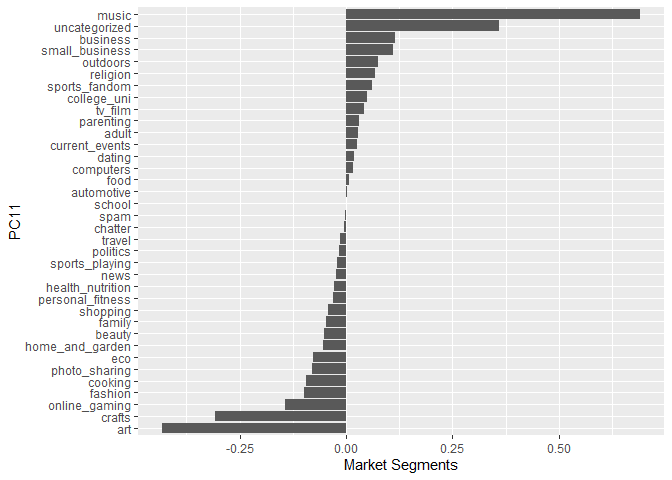 music
uncategorized
business
small_business
outdoors
religion
sports_fandom
college_uni
tv_film
parenting
adult
current_events
dating
computers
food
automotive
school
spam
chatter
travel
politics
sports_playing
news
health_nutrition
personal_fitness
shopping
family
beauty
home_and_garden
eco
photo_sharing
cooking
fashion
online_gaming
crafts
art
PC11
-0.25 0.00 0.25 0.50
Market Segments